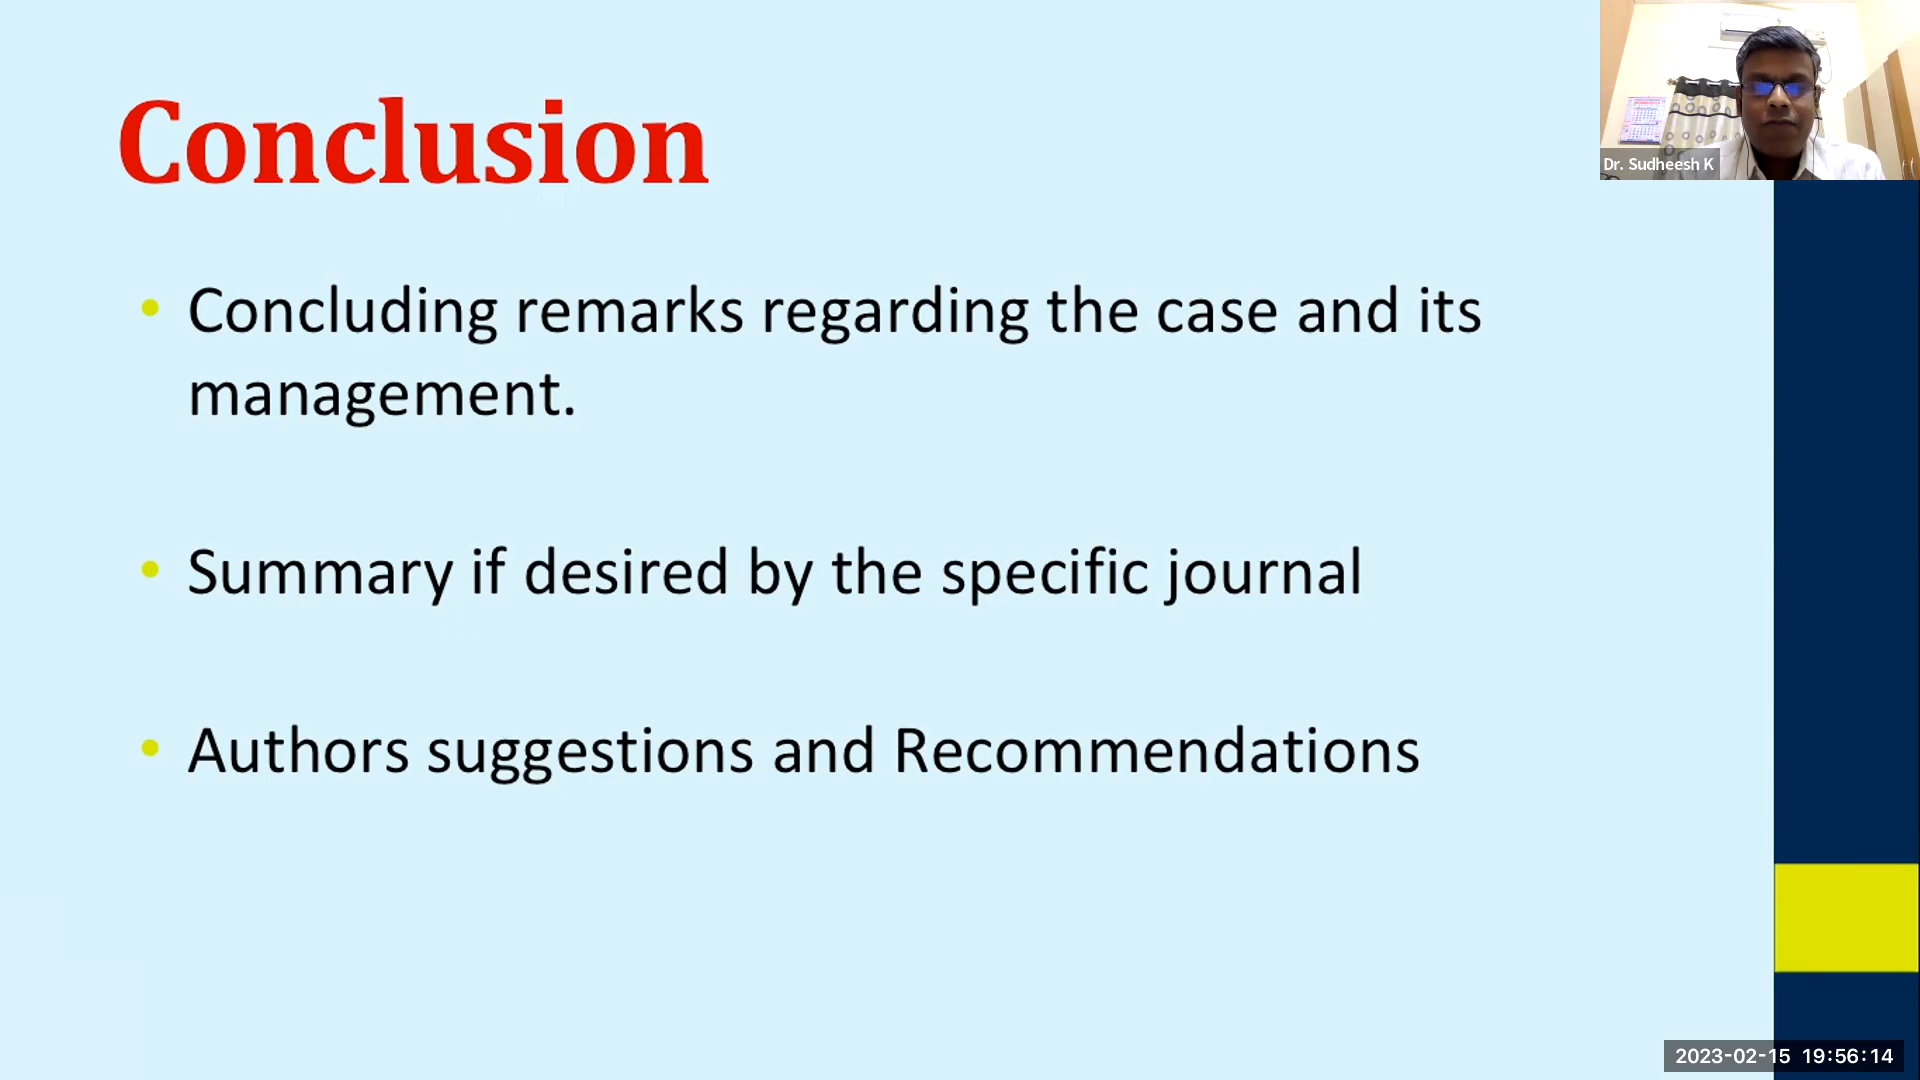 Conclusion
Dr. Sudheesh K
• Concluding remarks regarding the case and its
management.
• Summary if desired by the specific journal
• Authors suggestions and Recommendations
2023-02-15 19:56:14